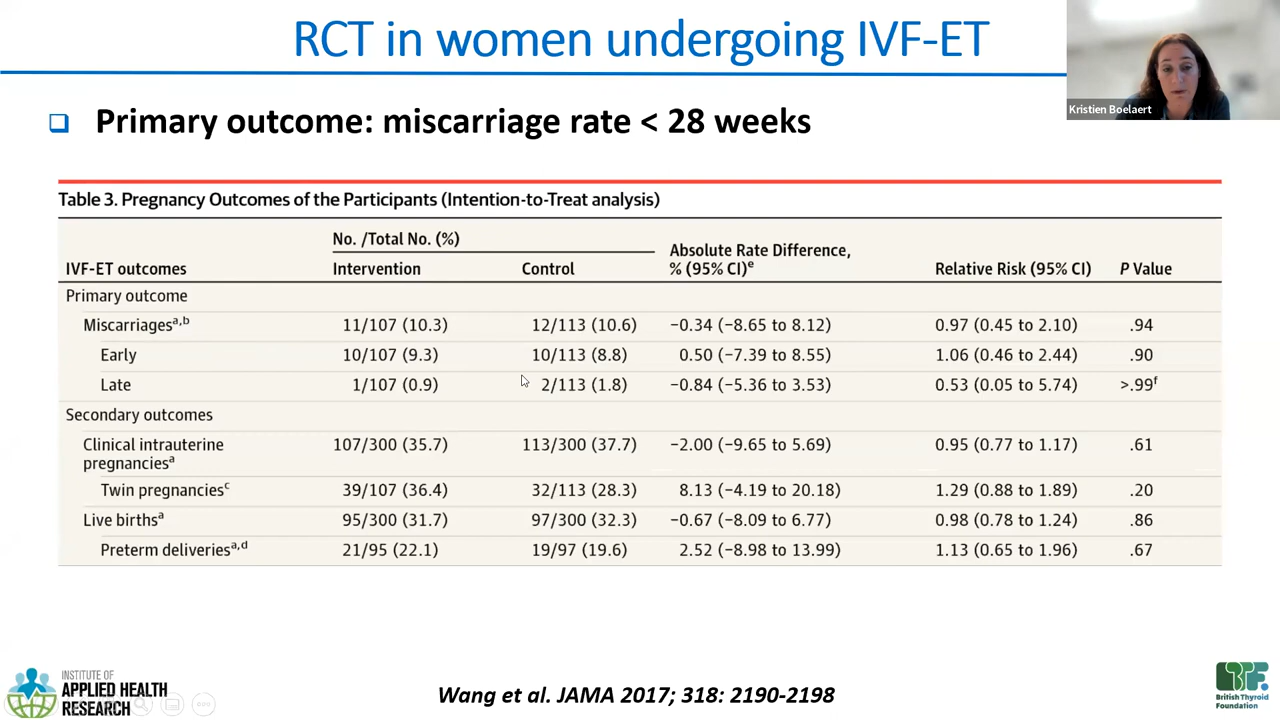 RCT in women undergoing IVF-ET
Kristien Boelaert
Primary outcome: miscarriage rate < 28 weeks
Table 3. Pregnancy Outcomes of the Participants (Intention-to-Treat analysis)
No. /Total No. (%)
IVF-ET outcomes Intervention Control Absolute Rate Difference, % (95% CI)e Relative Risk (95% CI) P Value
Primary outcome
Miscarriagesa,b 11/107 (10.3) 12/113 (10.6) −0.34 (−8.65 to 8.12) 0.97 (0.45 to 2.10) .94
Early 10/107 (9.3) 10/113 (8.8) 0.50 (−7.39 to 8.55) 1.06 (0.46 to 2.44) .90
Late 1/107 (0.9) 2/113 (1.8) −0.84 (−5.36 to 3.53) 0.53 (0.05 to 5.74) >.99f
Secondary outcomes
Clinical intrauterine pregnanciesa 107/300 (35.7) 113/300 (37.7) −2.00 (−9.65 to 5.69) 0.95 (0.77 to 1.17) .61
Twin pregnanciesc 39/107 (36.4) 32/113 (28.3) 8.13 (−4.19 to 20.18) 1.29 (0.88 to 1.89) .20
Live birthsa 95/300 (31.7) 97/300 (32.3) −0.67 (−8.09 to 6.77) 0.98 (0.78 to 1.24) .86
Preterm deliveriesa,d 21/95 (22.1) 19/97 (19.6) 2.52 (−8.98 to 13.99) 1.13 (0.65 to 1.96) .67
INSTITUTE OF
APPLIED HEALTH
RESEARCH
Wang et al. JAMA 2017; 318: 2190-2198
BTF
British Thyroid
Foundation